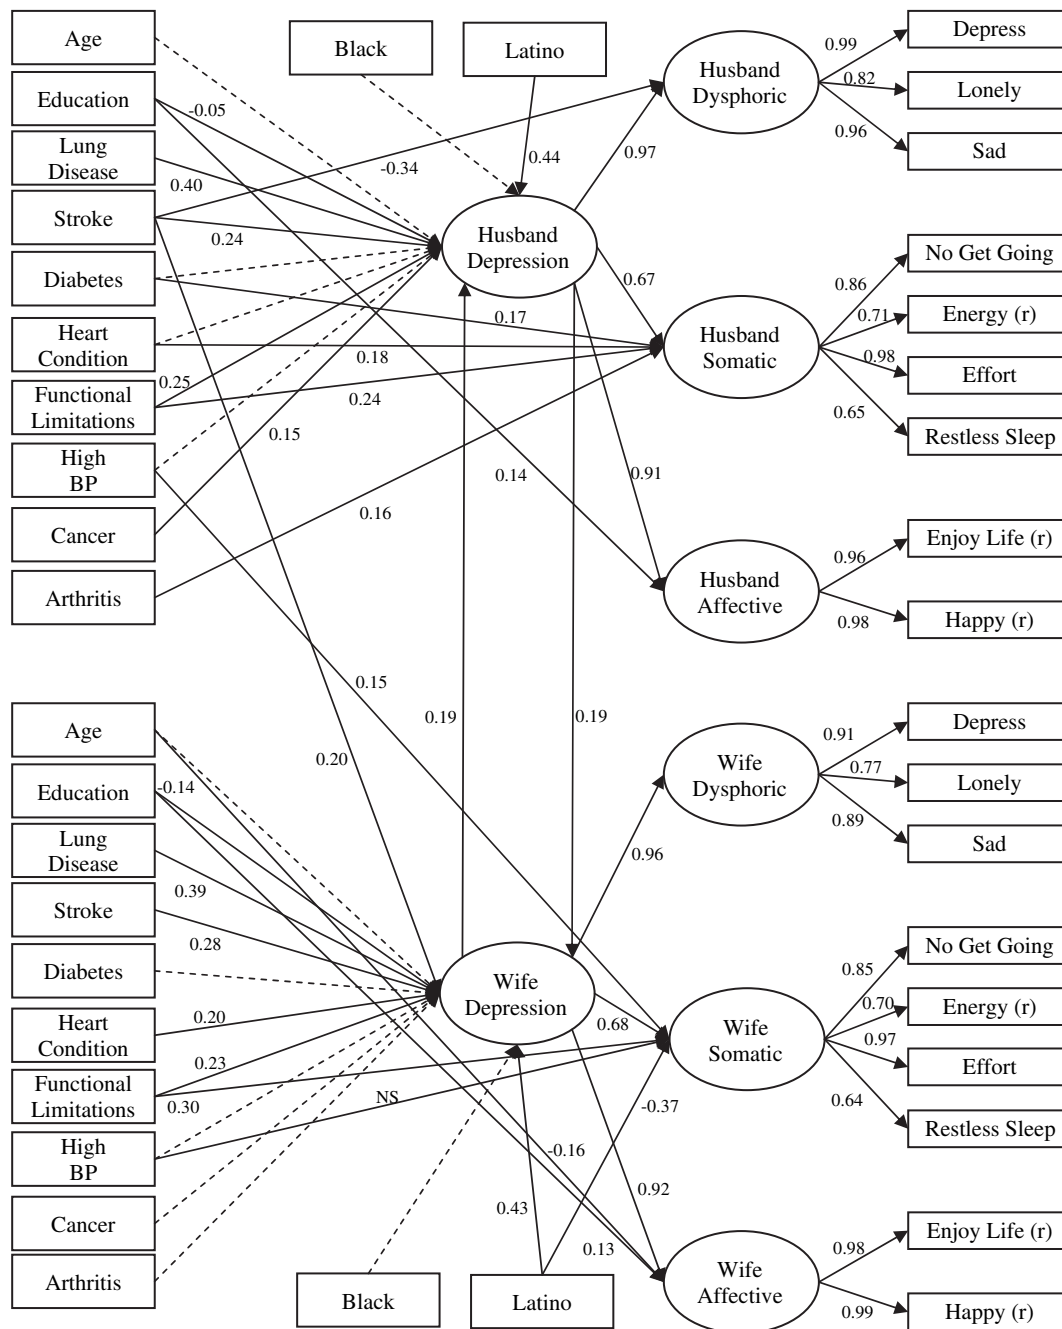 Age
Education
Lung
Disease
Stroke
Diabetes
Heart
Condition
Functional
Limitations
High
BP
Cancer
Arthritis
Black
Latino
-0.05
0.40
0.24
-0.34
0.44
0.97
0.67
0.17
0.18
0.25
0.24
0.15
0.14
0.16
0.91
Husband
Depression
Husband
Dysphoric
0.99
0.82
0.96
Depress
Lonely
Sad
Husband
Somatic
0.86
0.71
0.98
0.65
No Get Going
Energy (r)
Effort
Restless Sleep
Husband
Affective
0.96
0.98
Enjoy Life (r)
Happy (r)
0.15
0.20
0.19
0.19
Age
Education
Lung
Disease
Stroke
Diabetes
Heart
Condition
Functional
Limitations
High
BP
Cancer
Arthritis
-0.14
0.39
0.28
0.20
0.23
0.30
NS
-0.16
0.13
0.43
-0.37
0.96
0.68
0.92
Wife
Depression
Black
Latino
Wife
Dysphoric
0.91
0.77
0.89
Depress
Lonely
Sad
Wife
Somatic
0.85
0.70
0.97
0.64
No Get Going
Energy (r)
Effort
Restless Sleep
Wife
Affective
0.98
0.99
Enjoy Life (r)
Happy (r)